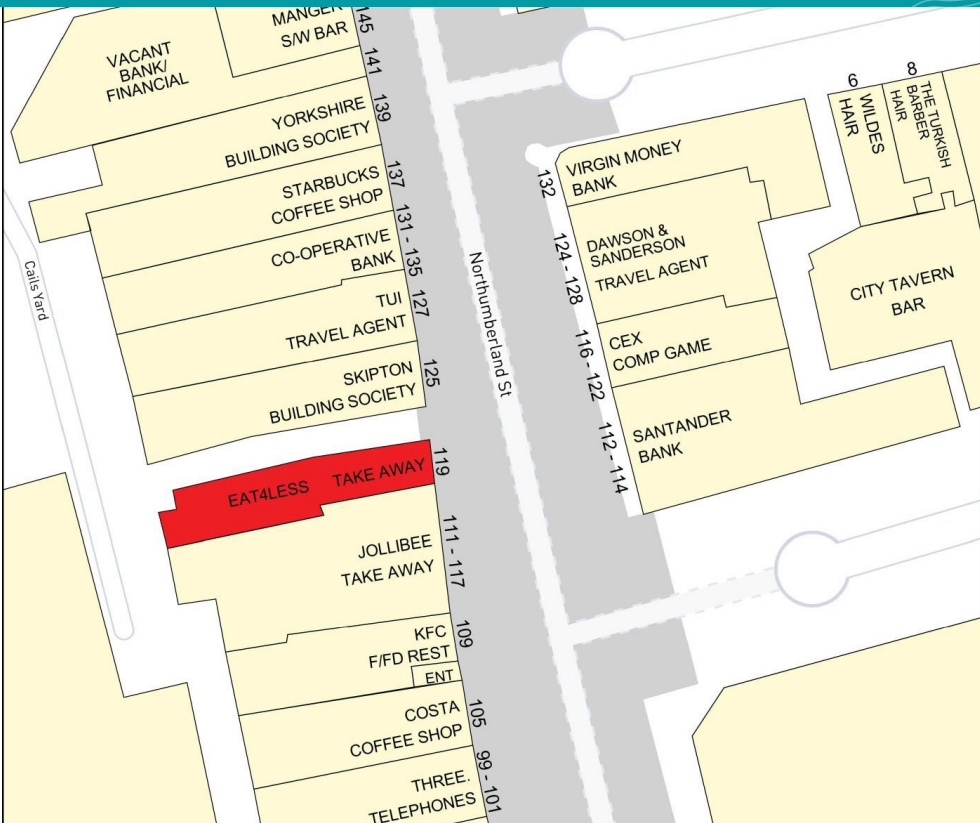 MANGER
S/W BAR
145
VACANT
BANK/
FINANCIAL
141
YORKSHIRE
BUILDING SOCIETY
139
STARBUCKS
COFFEE SHOP
137
CO-OPERATIVE
BANK
131 - 135
TUI
TRAVEL AGENT
127
SKIPTON
BUILDING SOCIETY
125
EAT4LESS TAKE AWAY
119
JOLLIBEE
TAKE AWAY
111 - 117
KFC
F/FD REST
ENT
109
COSTA
COFFEE SHOP
105
THREE.
TELEPHONES
99 - 101
Cails Yard
Northumberland St
VIRGIN MONEY
BANK
132
DAWSON &
SANDERSON
TRAVEL AGENT
124 - 128
CEX
COMP GAME
116 - 122
SANTANDER
BANK
112 - 114
6
WILDES
HAIR
8
THE TURKISH
BARBER
HAIR
CITY TAVERN
BAR